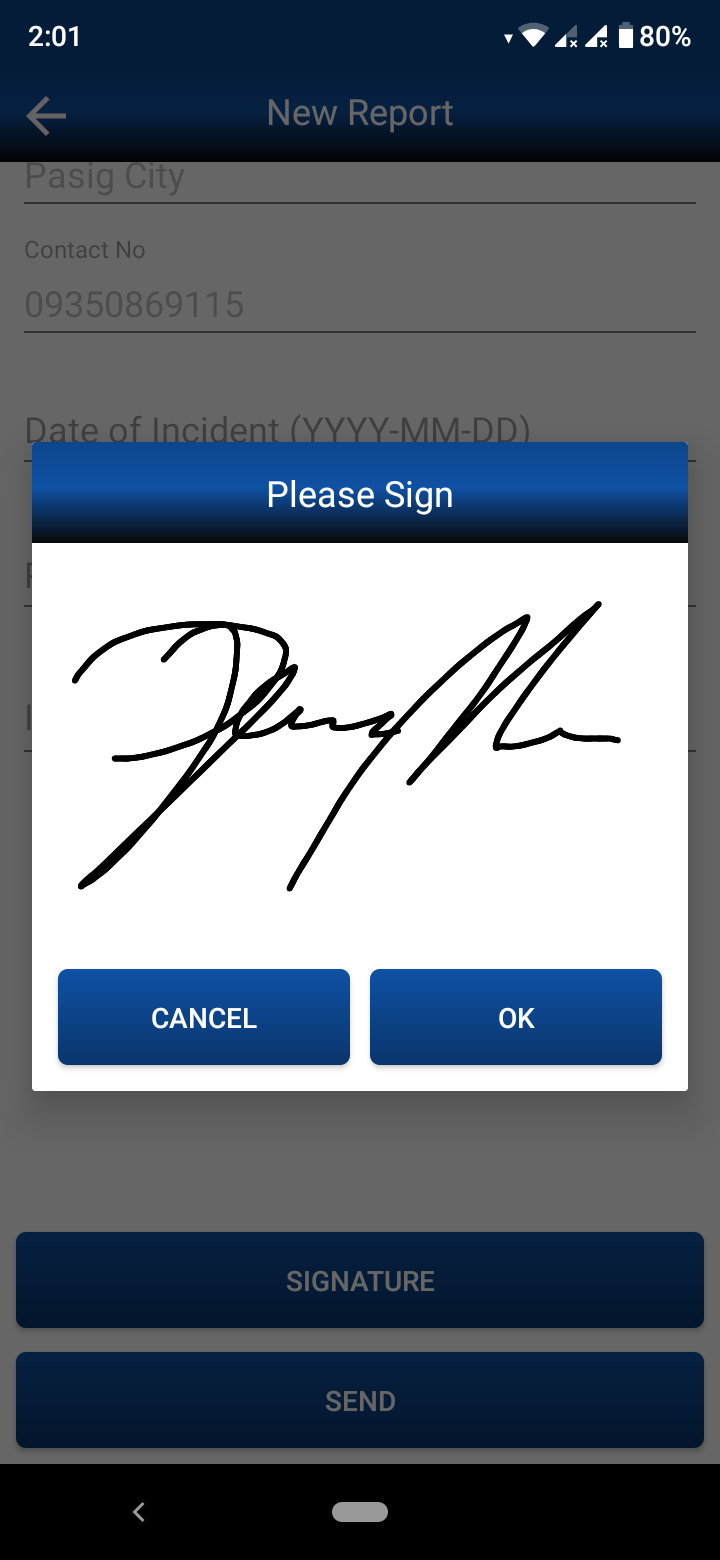 2:01
80%
New Report
Pasig City
Contact No
09350869115
Date of Incident (YYYY-MM-DD)
Please Sign
CANCEL
OK
SIGNATURE
SEND